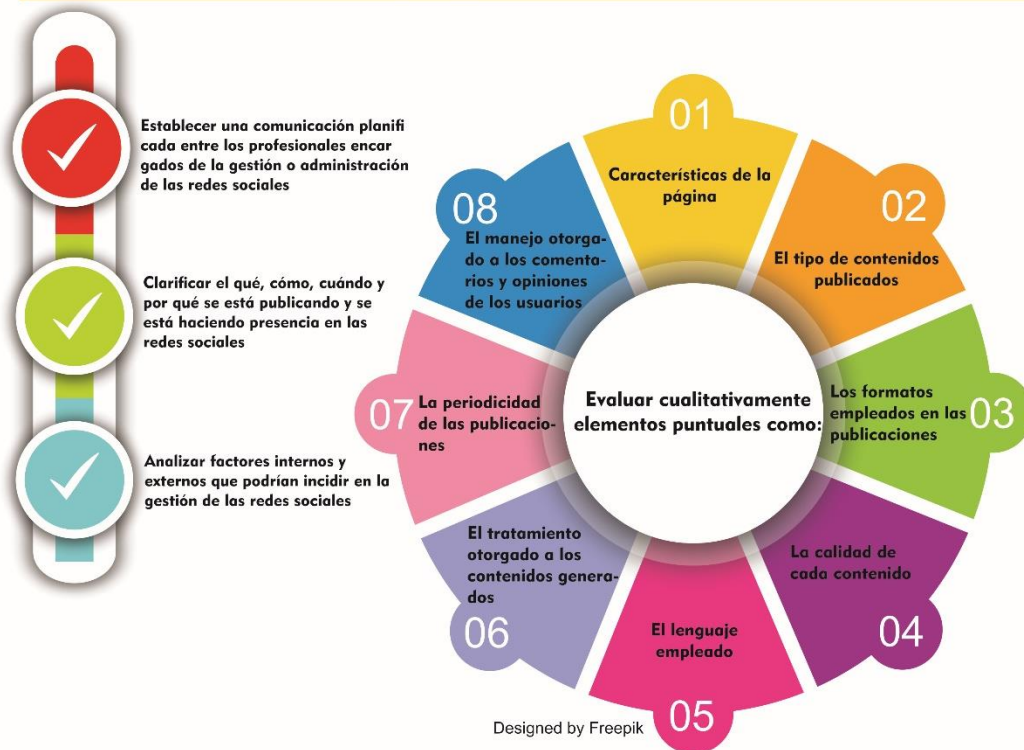 Establecer una comunicación planifi
cada entre los profesionales encar
gados de la gestión o administración
de las redes sociales
Clarificar el qué, cómo, cuándo y
por qué se está publicando y se
está haciendo presencia en las
redes sociales
Analizar factores internos y
externos que podrían incidir en la
gestión de las redes sociales
Evaluar cualitativamente
elementos puntuales como:
01
Características de la
página
02
El tipo de contenidos
publicados
03
Los formatos
empleados en las
publicaciones
La calidad de
cada contenido
04
El lenguaje
empleado
05
El tratamiento
otorgado a los
contenidos genera-
dos
06
07
La periodicidad
de las publicacio-
nes
08
El manejo otorga-
do a los comenta-
rios y opiniones
de los usuarios
Designed by Freepik